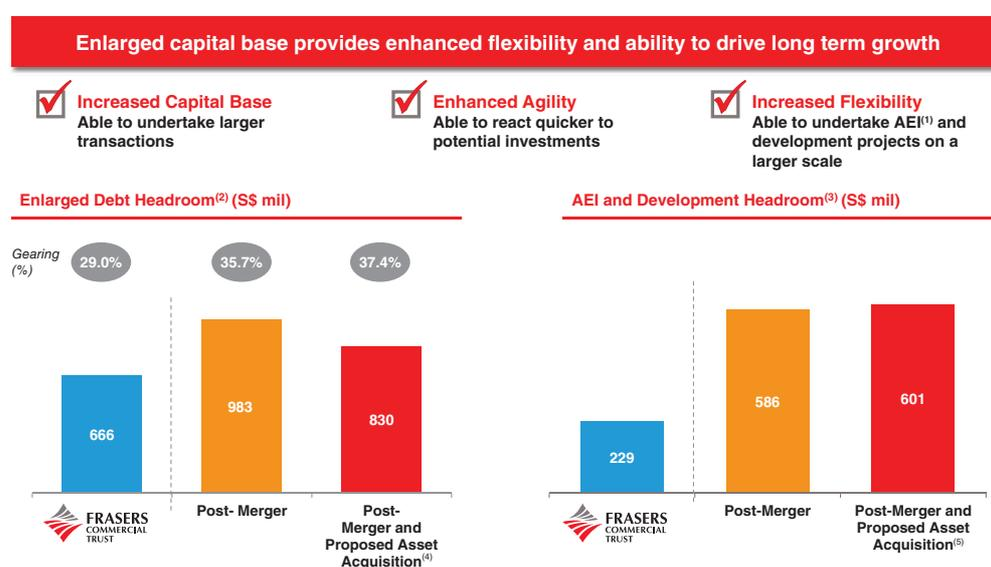 Enlarged capital base provides enhanced flexibility and ability to drive long term growth
Increased Capital Base
Able to undertake larger
transactions
Enhanced Agility
Able to react quicker to
potential investments
Increased Flexibility
Able to undertake AEI(1) and
development projects on a
larger scale
Enlarged Debt Headroom(2) (S$ mil)
Gearing
(%)
29.0%
35.7%
37.4%
666
983
830
FRASERS
COMMERCIAL
TRUST
Post- Merger
Post-
Merger and
Proposed Asset
Acquisition(4)
AEI and Development Headroom(3) (S$ mil)
229
586
601
FRASERS
COMMERCIAL
TRUST
Post-Merger
Post-Merger and
Proposed Asset
Acquisition(5)